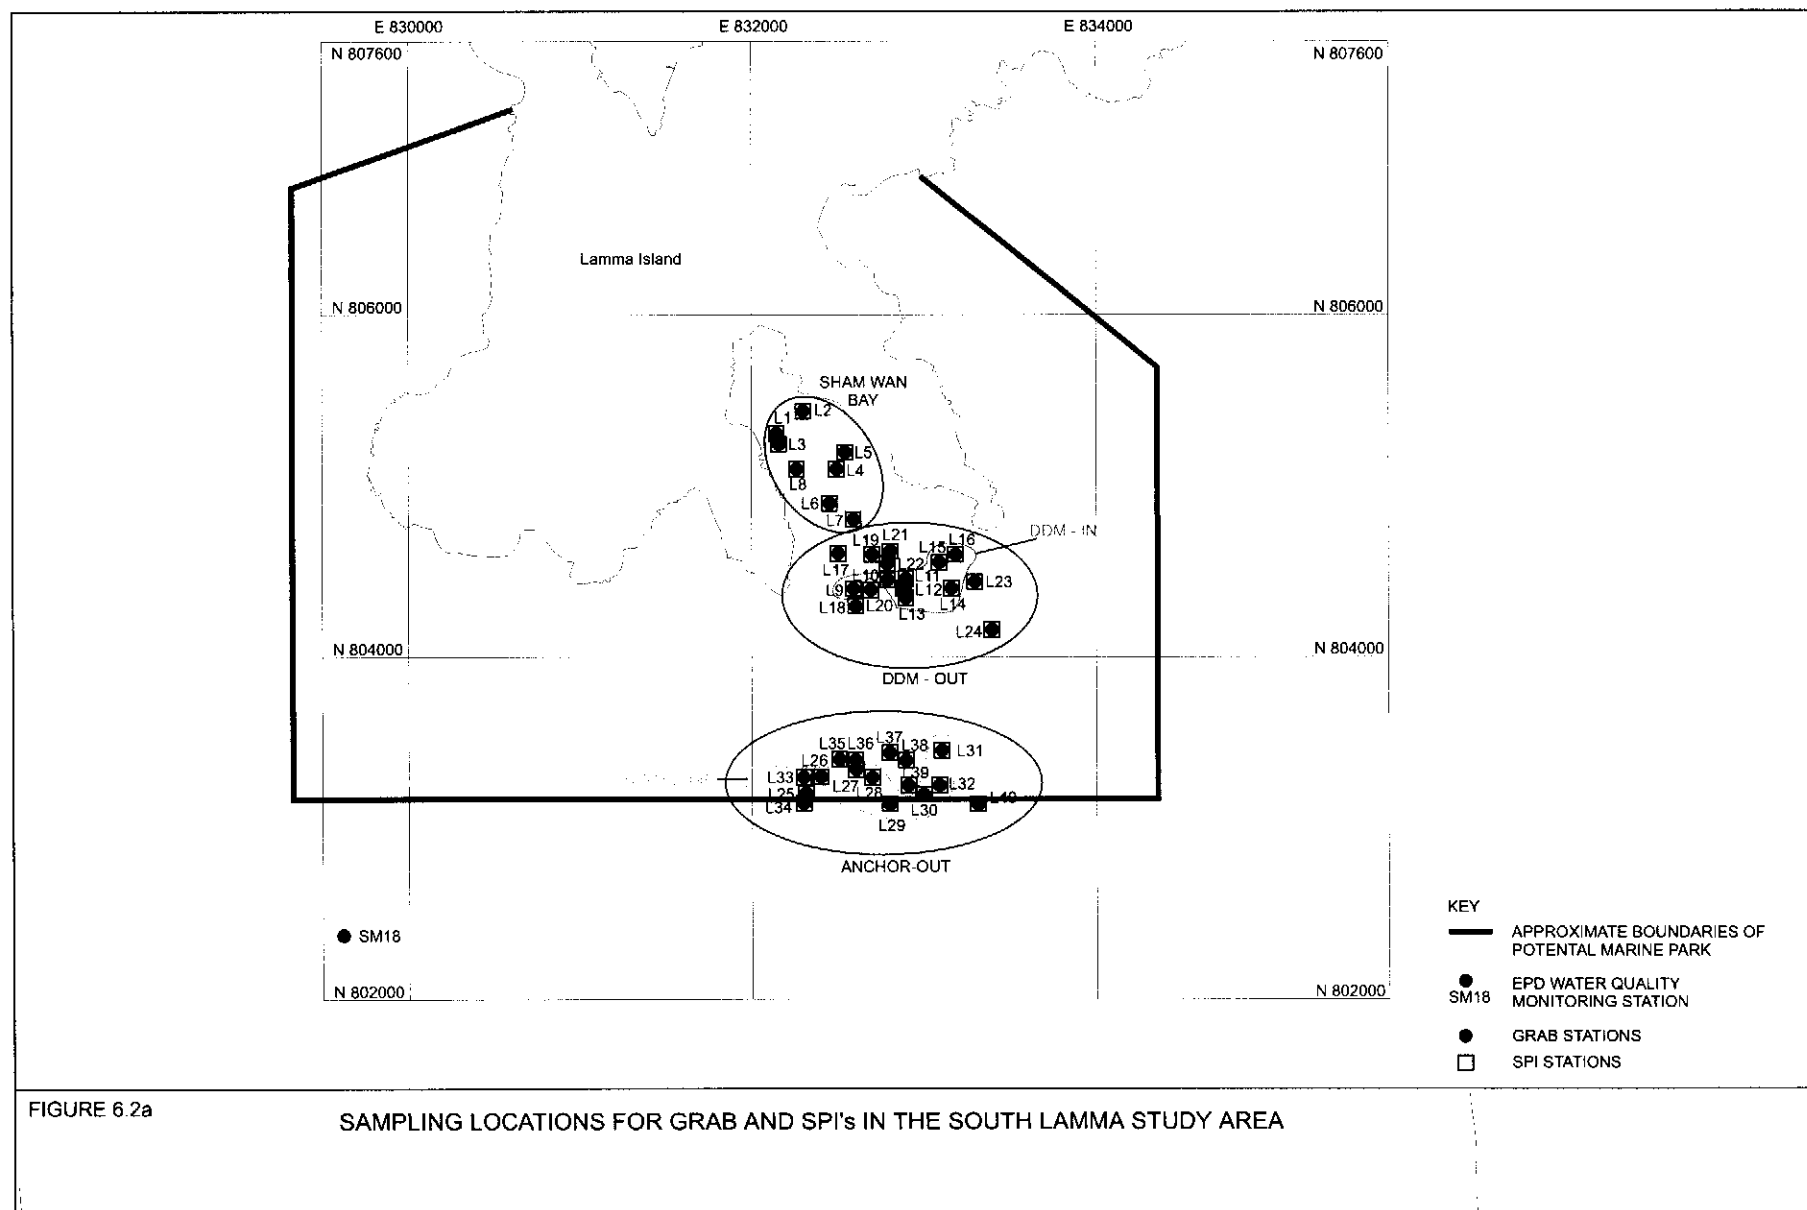 E 830000
E 832000
E 834000
N 807600
N 807600
Lamma Island
N 806000
N 806000
SHAM WAN
BAY
L1
L2
L3
L5
L4
L8
L6
L7
DDM - IN
L21
L19
L15
L16
L17
L22
L10
L11
L23
L9
L12
L14
L18
L20
L13
L24
N 804000
N 804000
DDM - OUT
L37
L35
L36
L38
L31
L26
L33
L27
L39
L32
L25
L28
L34
L30
L40
L29
ANCHOR-OUT
SM18
N 802000
N 802000
KEY
APPROXIMATE BOUNDARIES OF
POTENTAL MARINE PARK
SM18
EPD WATER QUALITY
MONITORING STATION
GRAB STATIONS
SPI STATIONS
FIGURE 6.2a
SAMPLING LOCATIONS FOR GRAB AND SPI's IN THE SOUTH LAMMA STUDY AREA